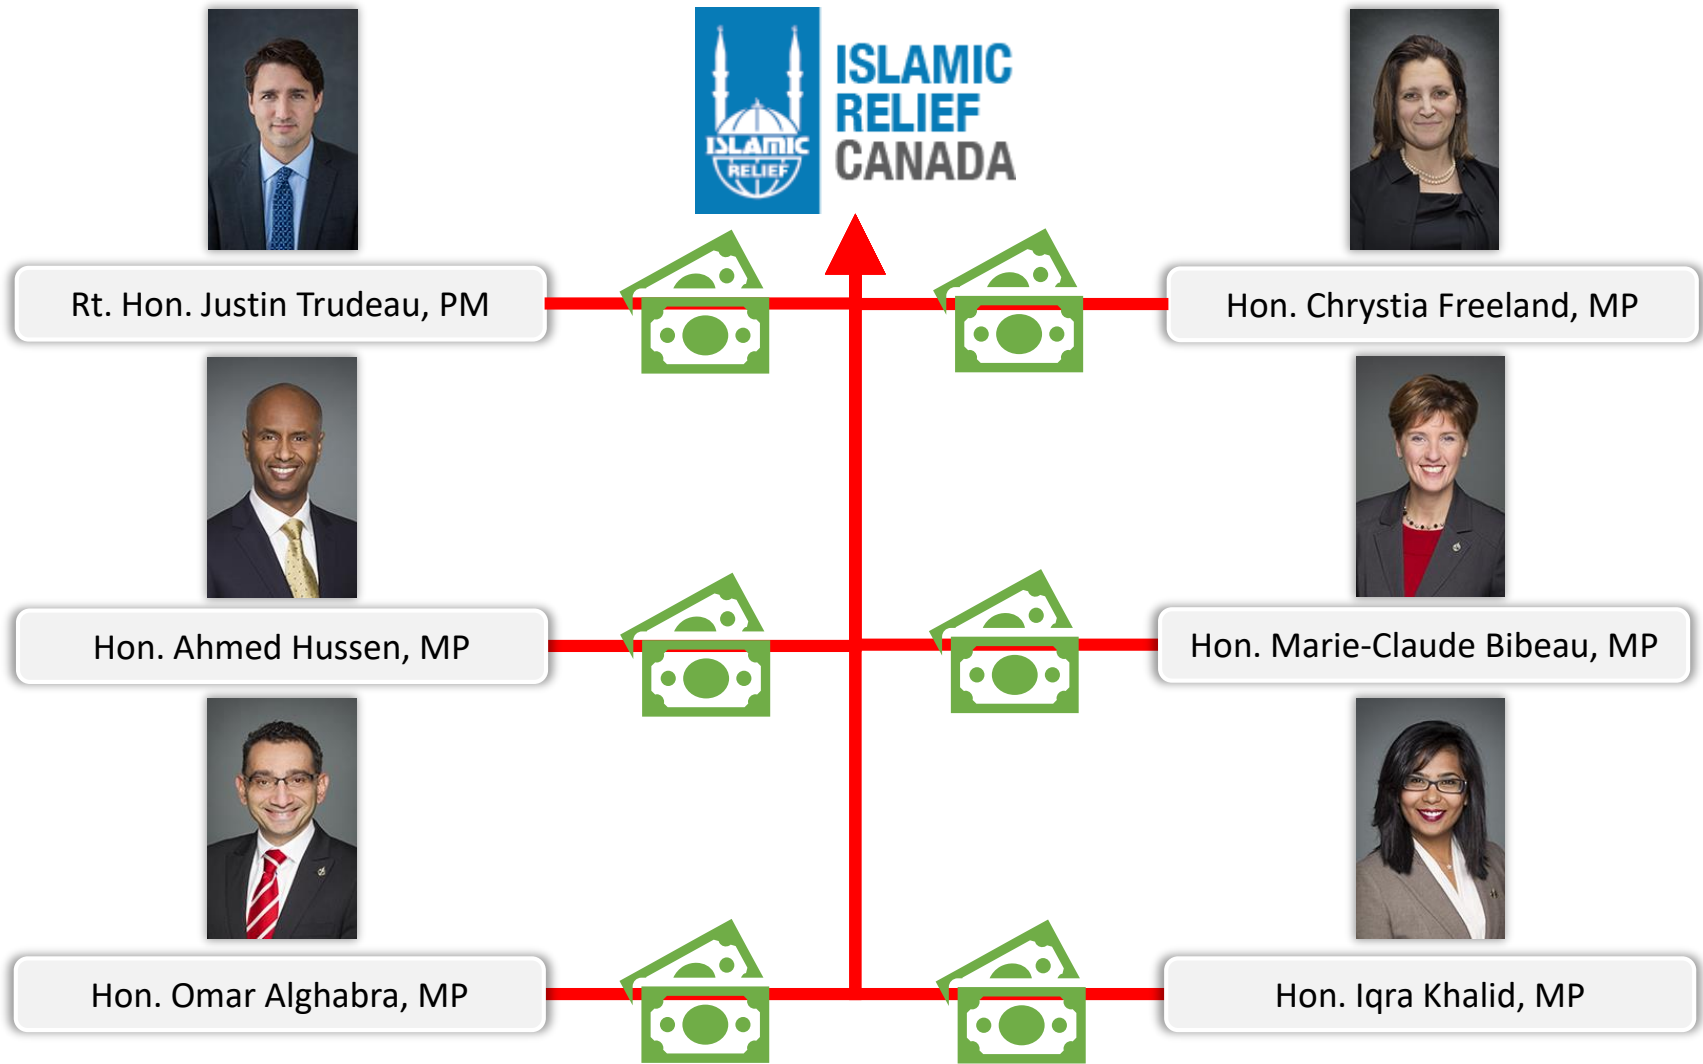 ISLAMIC
RELIEF
CANADA
ISLAMIC
RELIEF
Rt. Hon. Justin Trudeau, PM
Hon. Chrystia Freeland, MP
Hon. Ahmed Hussen, MP
Hon. Marie-Claude Bibeau, MP
Hon. Omar Alghabra, MP
Hon. Iqra Khalid, MP